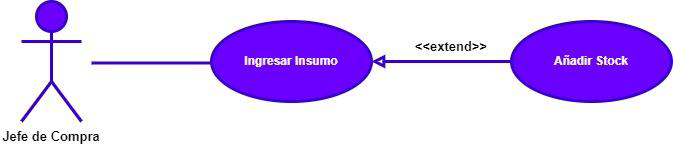 <<extend>>
Ingresar Insumo
Añadir Stock
Jefe de Compra